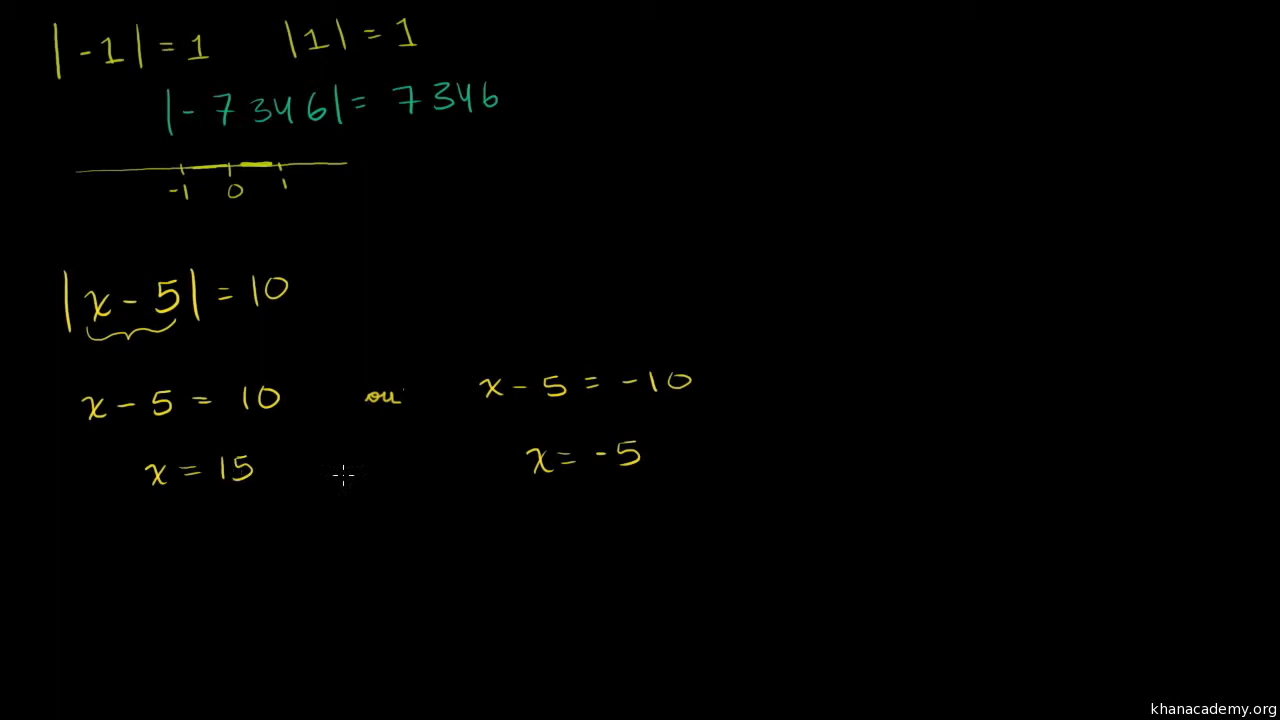 |-1| = 1 |1| = 1
|-7346| = 7346
-1 0 1
|x - 5| = 10
x - 5 = 10 ou x - 5 = -10
x = 15 x = -5
khanacademy.org